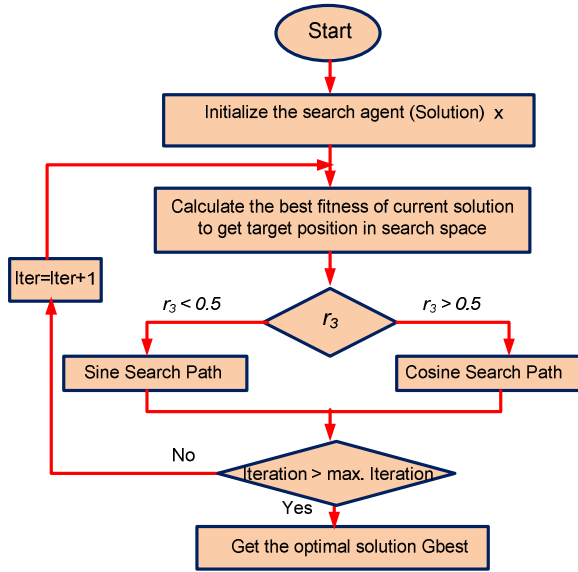 Start
Initialize the search agent (Solution) x
Calculate the best fitness of current solution
to get target position in search space
Iter=Iter+1
r₃ < 0.5
r₃ > 0.5
r₃
Sine Search Path
Cosine Search Path
No
Iteration > max. Iteration
Yes
Get the optimal solution Gbest